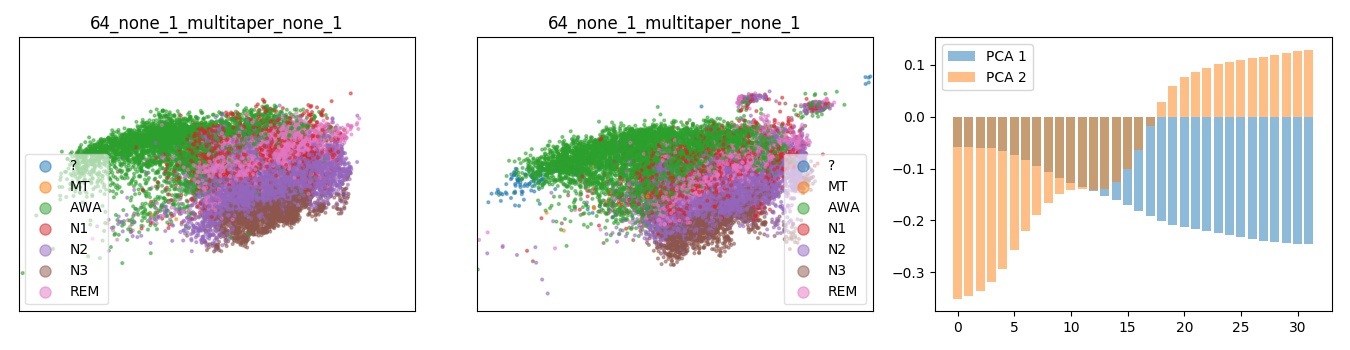 64_none_1_multitaper_none_1
?
MT
AWA
N1
N2
N3
REM
64_none_1_multitaper_none_1
?
MT
AWA
N1
N2
N3
REM
PCA 1
PCA 2
0.1
0.0
−0.1
−0.2
−0.3
0 5 10 15 20 25 30